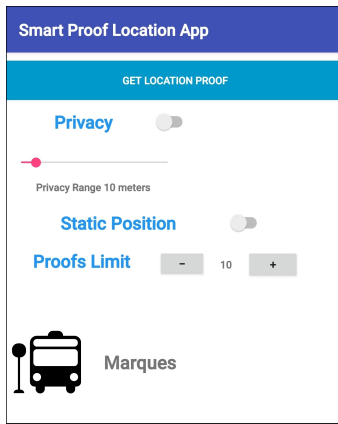 Smart Proof Location App
GET LOCATION PROOF
Privacy
Privacy Range 10 meters
Static Position
Proofs Limit - 10 +
Marques